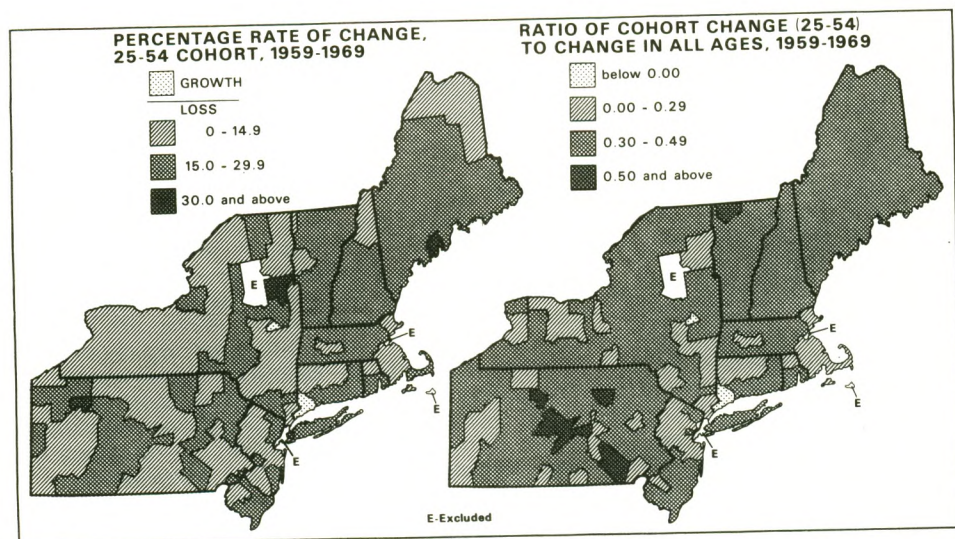 PERCENTAGE RATE OF CHANGE,
25-54 COHORT, 1959-1969
GROWTH
LOSS
0 - 14.9
15.0 - 29.9
30.0 and above
E
E
E
E
RATIO OF COHORT CHANGE (25-54)
TO CHANGE IN ALL AGES, 1959-1969
below 0.00
0.00 - 0.29
0.30 - 0.49
0.50 and above
E
E
E
E
E-Excluded